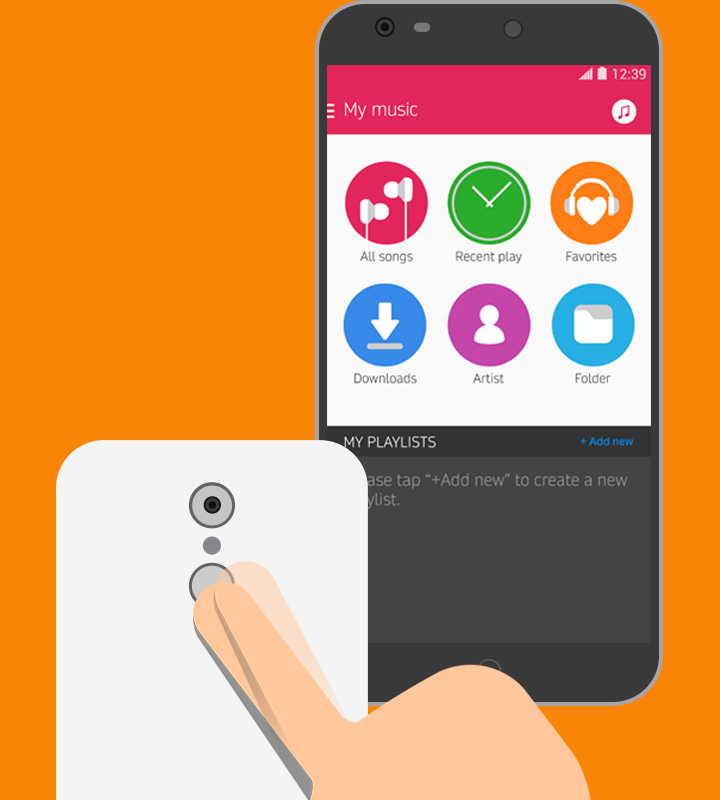 12:39
My music
All songs
Recent play
Favorites
Downloads
Artist
Folder
MY PLAYLISTS
+ Add new
ase tap “+Add new” to create a new
ylist.